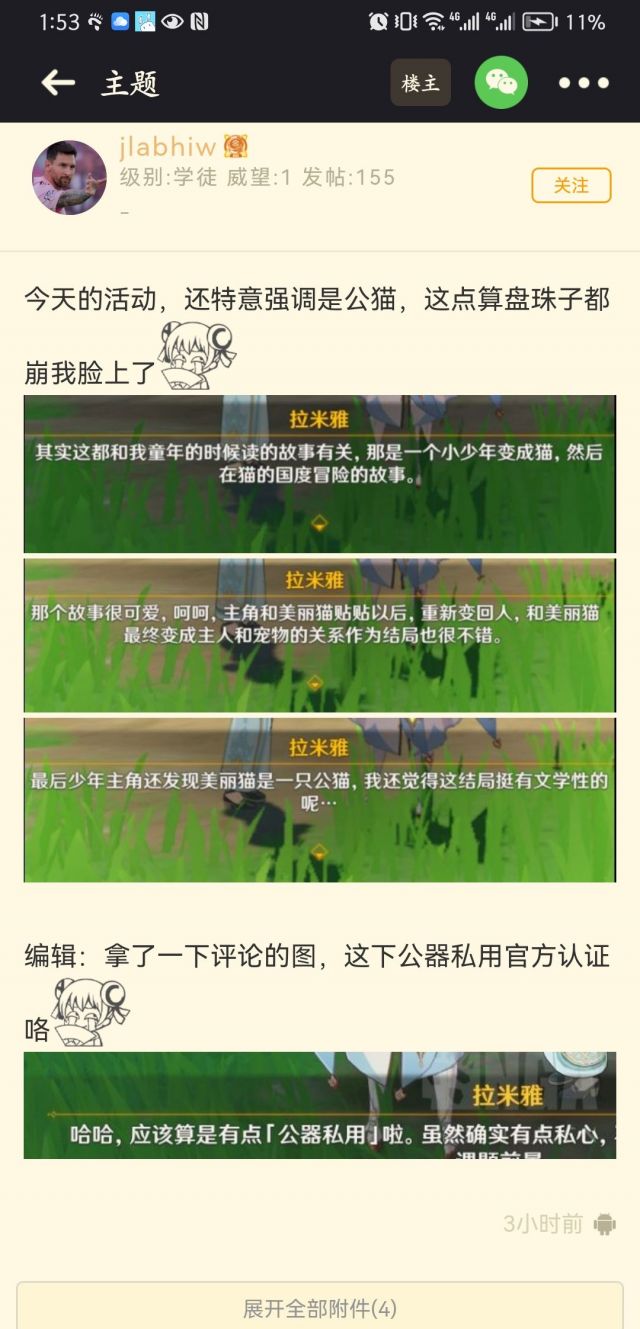 1:53
4G
4G
11%
主题
楼主
jlabhiw
级别:学徒 威望:1 发帖:155
关注
今天的活动，还特意强调是公猫，这点算盘珠子都
崩我脸上了
拉米雅
其实这都和我童年的时候读的故事有关，那是一个小少年变成猫，然后
在猫的国度冒险的故事。
拉米雅
那个故事很可爱，呵呵，主角和美丽猫贴贴以后，重新变回人，和美丽猫
最终变成主人和宠物的关系作为结局也很不错。
拉米雅
最后少年主角还发现美丽猫是一只公猫，我还觉得这结局挺有文学性的
呢…
编辑：拿了一下评论的图，这下公器私用官方认证
咯
拉米雅
哈哈，应该算是有点「公器私用」啦。虽然确实有点私心，
3小时前
展开全部附件(4)